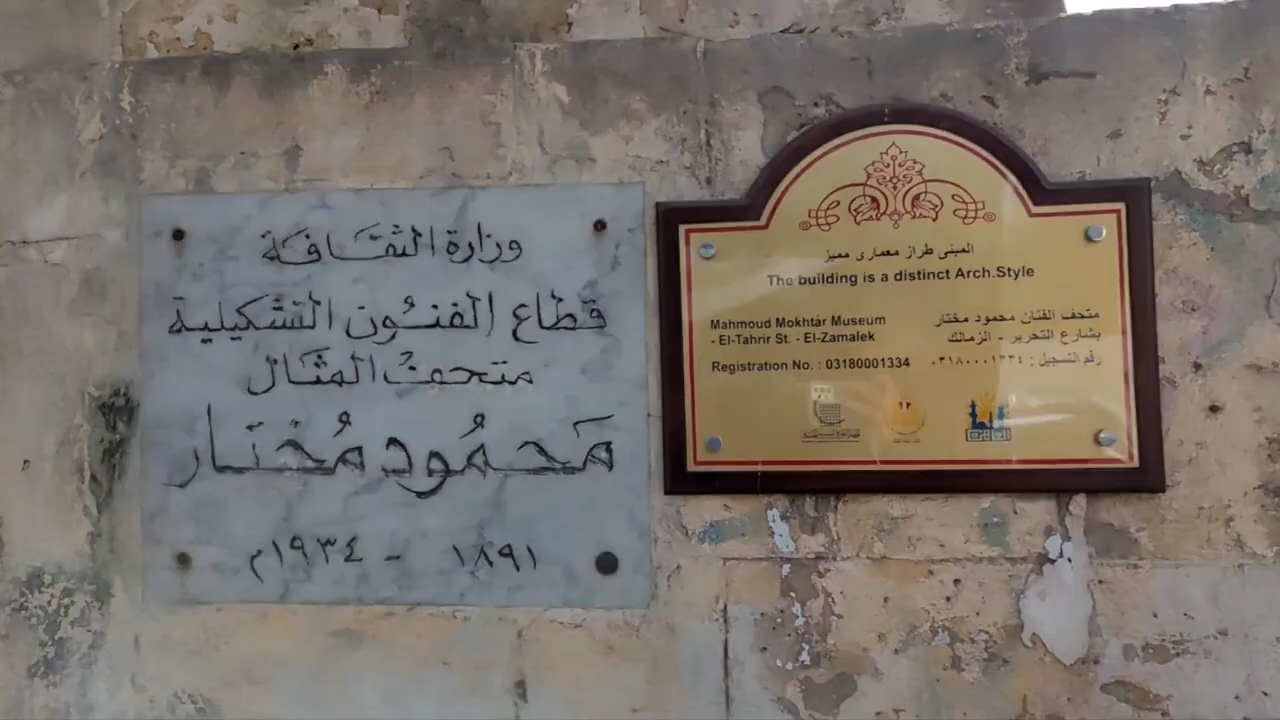 وزارة الثقافة
قطاع الفنون التشكيلية
متحف المثال
محمود مختار
١٨٩١ - ١٩٣٤م
المبنى طراز معمارى مميز
The building is a distinct Arch.Style
متحف الفنان محمود مختار
بشارع التحرير - الزمالك
رقم التسجيل : ٠٣١٨٠٠٠١٣٣٤
Mahmoud Mokhtar Museum
- El-Tahrir St. - El-Zamalek
Registration No. : 03180001334
القاهرة